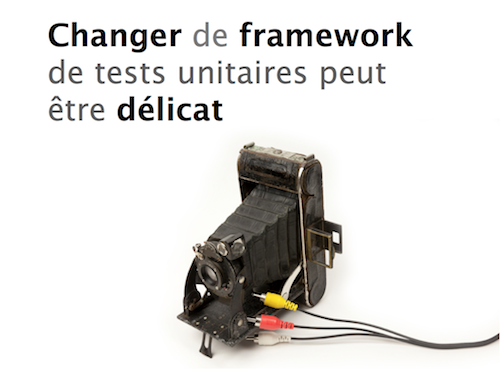 Changer de framework
de tests unitaires peut
être délicat